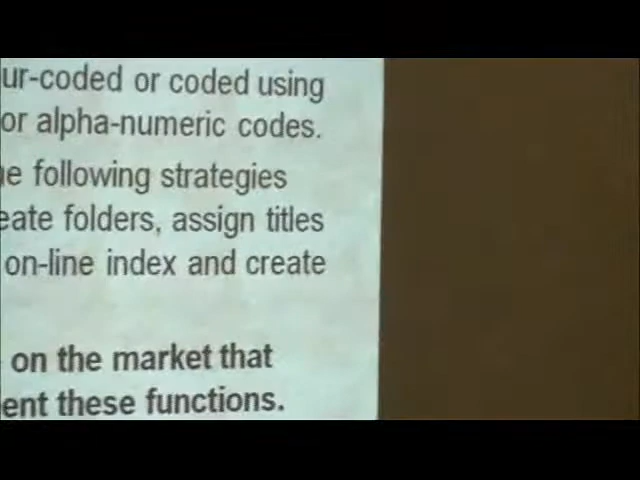 ur-coded or coded using
or alpha-numeric codes.
e following strategies
eate folders, assign titles
on-line index and create
on the market that
ent these functions.